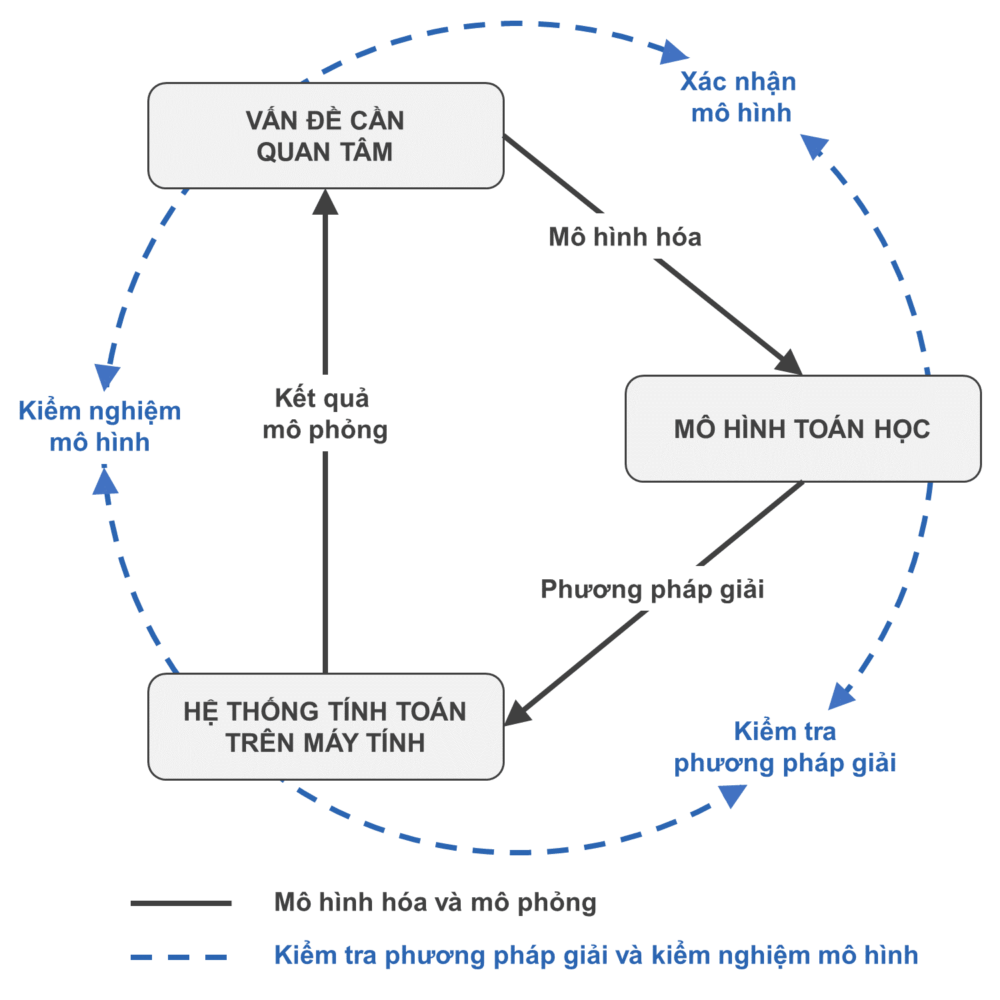 Xác nhận
mô hình
VẤN ĐỀ CẦN
QUAN TÂM
Mô hình hóa
Kết quả
mô phỏng
Kiểm nghiệm
mô hình
MÔ HÌNH TOÁN HỌC
Phương pháp giải
HỆ THỐNG TÍNH TOÁN
TRÊN MÁY TÍNH
Kiểm tra
phương pháp giải
Mô hình hóa và mô phỏng
Kiểm tra phương pháp giải và kiểm nghiệm mô hình